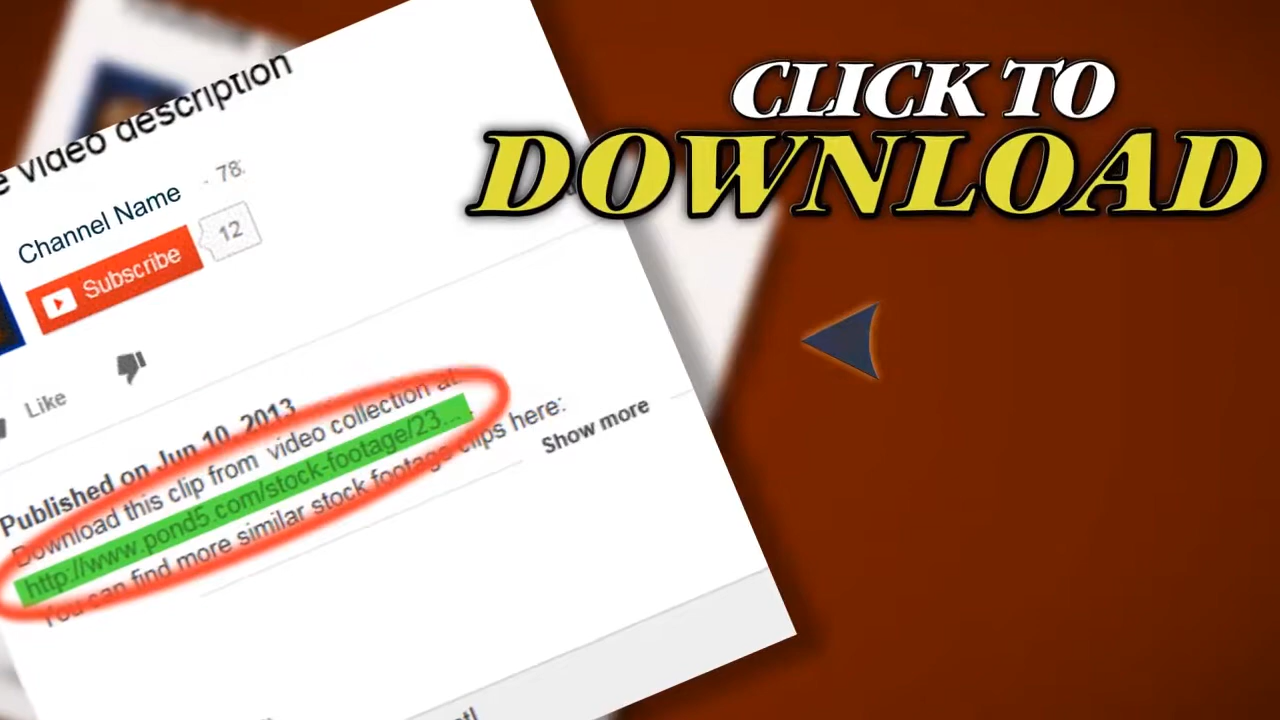 CLICK TO
DOWNLOAD
video description
Channel Name
78
Subscribe
12
Like
Published on Jun 10, 2013
Download this clip from video collection at
http://www.pond5.com/stock-footage/23...
You can find more similar stock footage clips here:
Show more